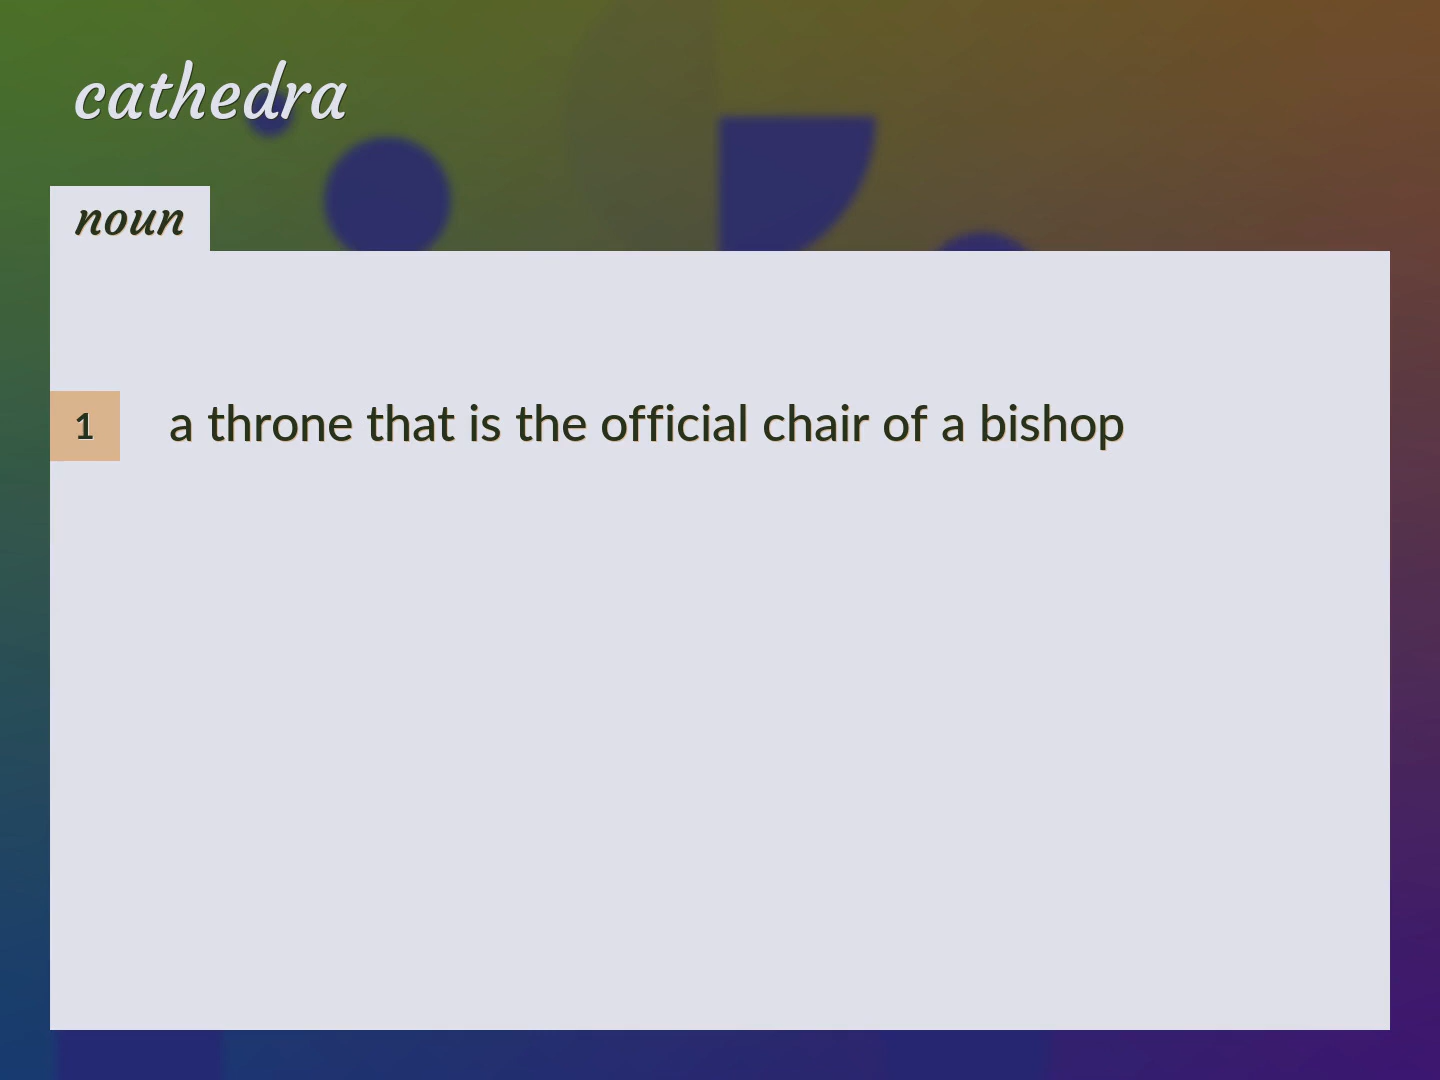 cathedra
noun
1 a throne that is the official chair of a bishop